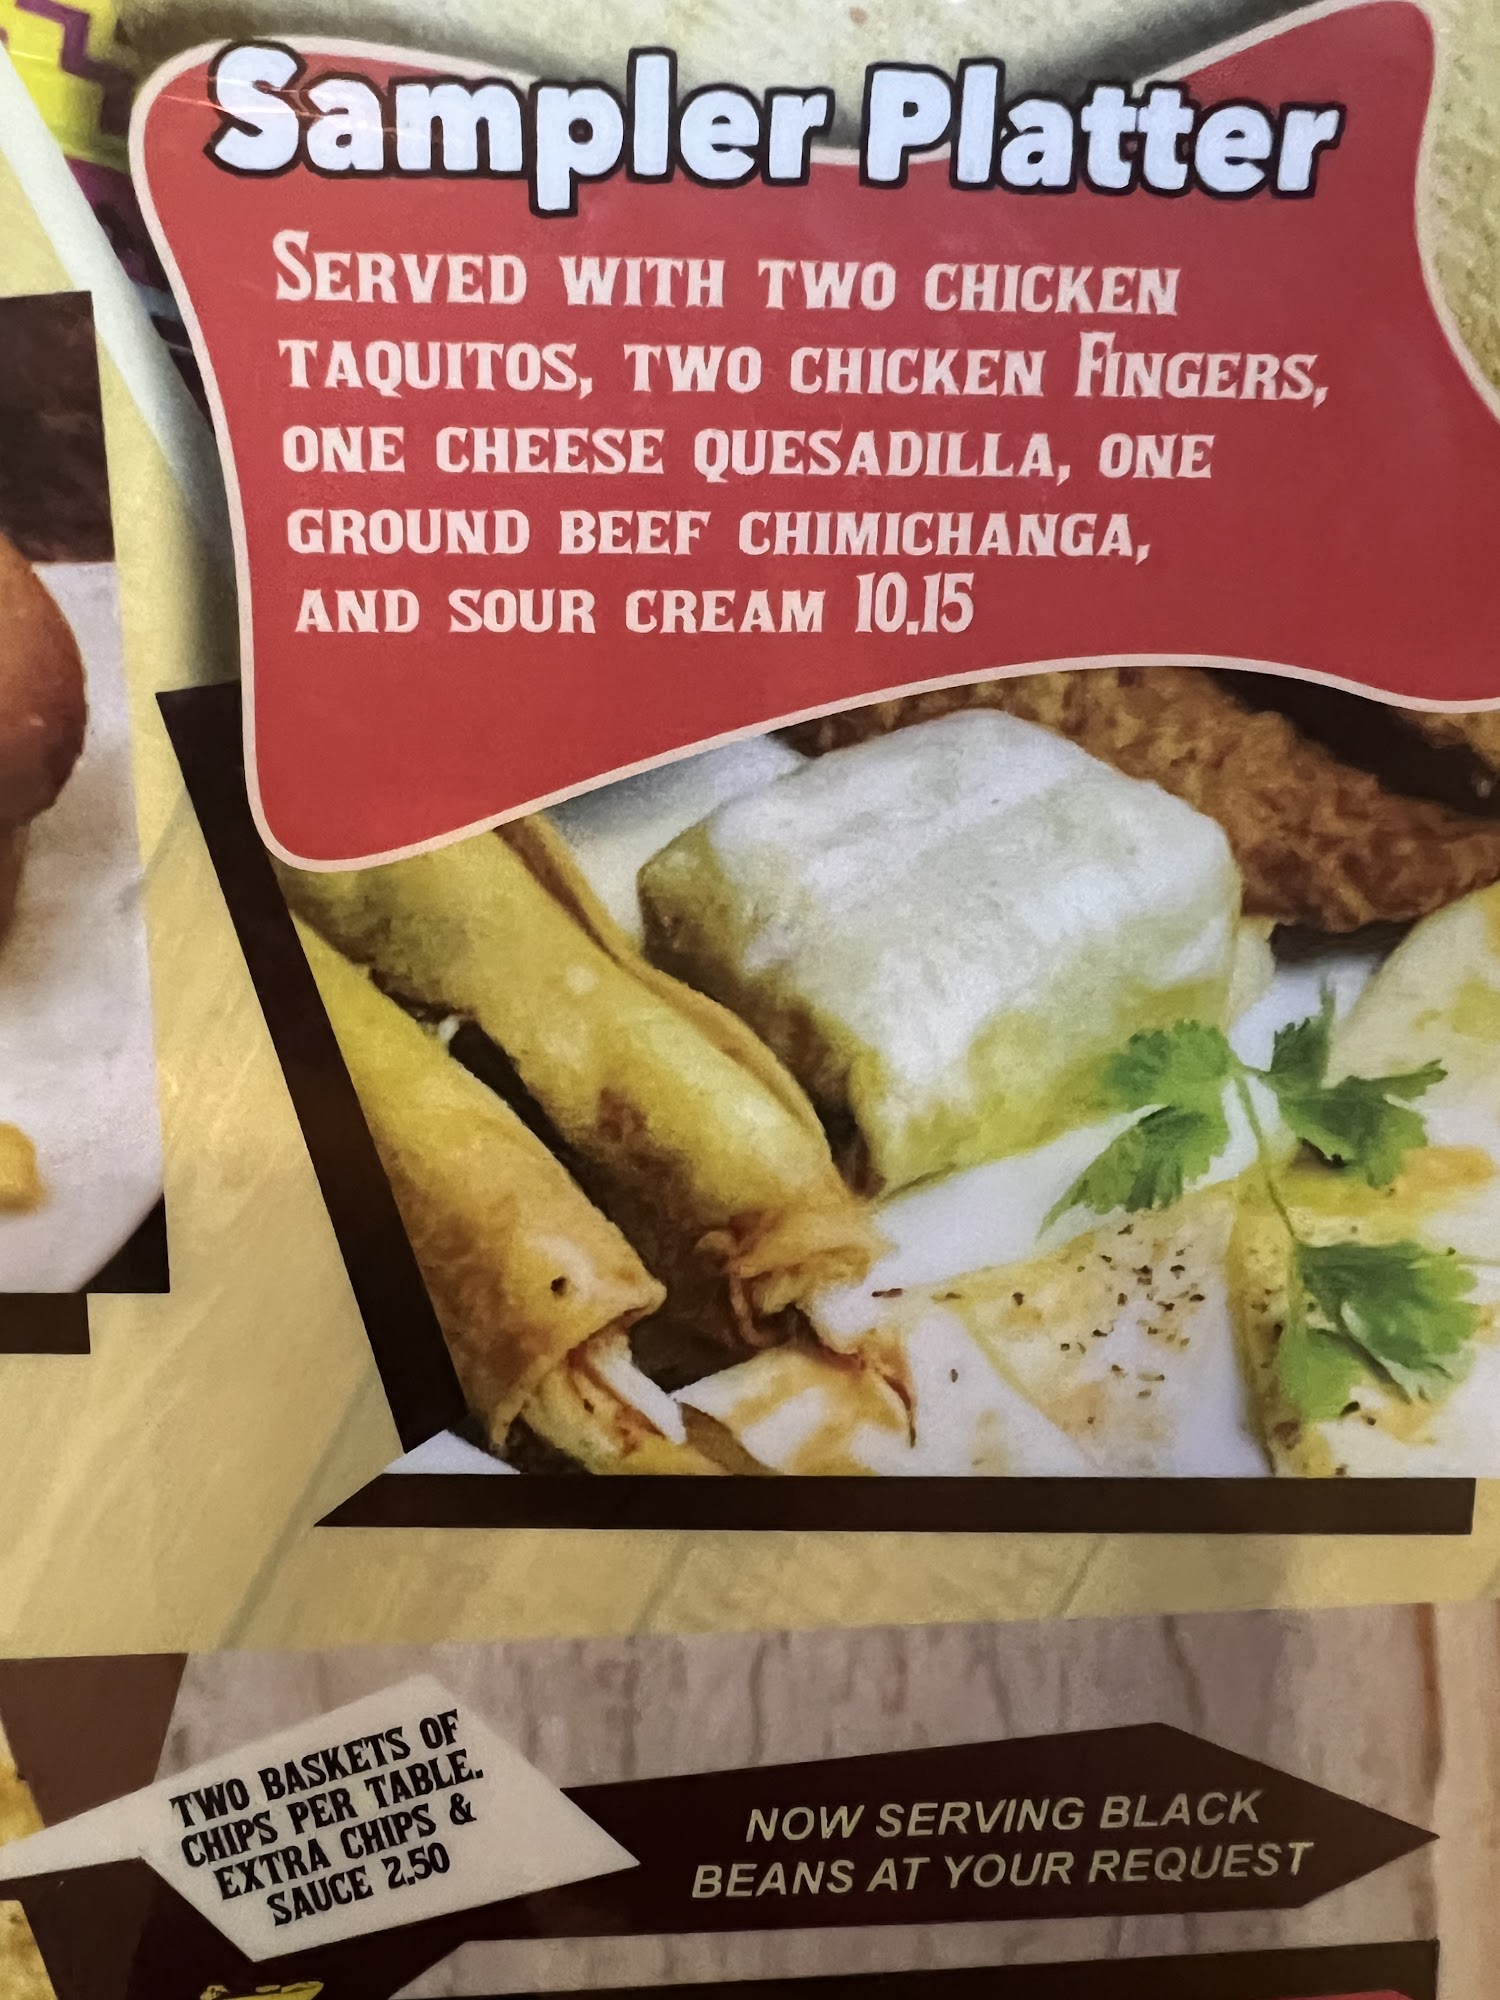 Sampler Platter
SERVED WITH TWO CHICKEN
TAQUITOS, TWO CHICKEN FINGERS,
ONE CHEESE QUESADILLA, ONE
GROUND BEEF CHIMICHANGA,
AND SOUR CREAM 10.15
TWO BASKETS OF
CHIPS PER TABLE.
EXTRA CHIPS &
SAUCE 2.50
NOW SERVING BLACK
BEANS AT YOUR REQUEST